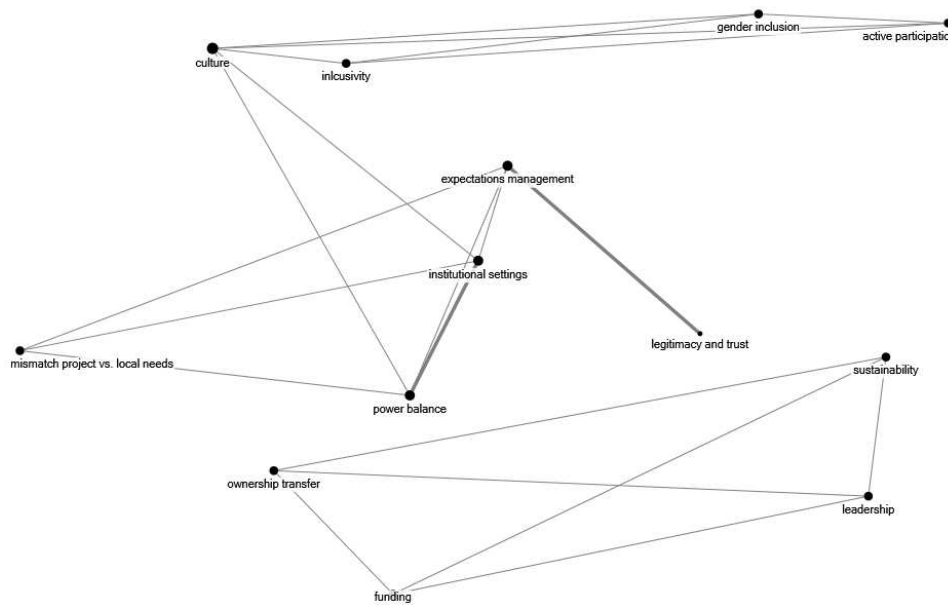 gender inclusion
active participatio
culture
inlcusivity
expectations management
institutional settings
legitimacy and trust
mismatch project vs. local needs
sustainability
power balance
ownership transfer
leadership
funding